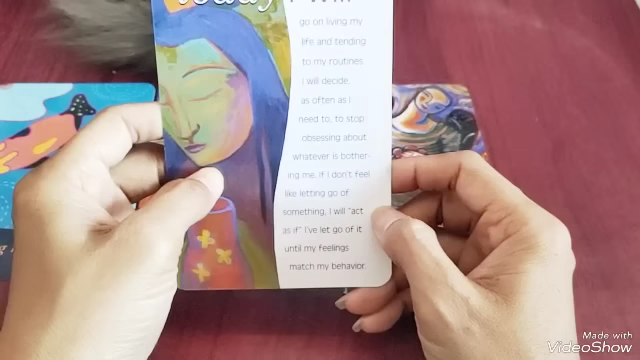 today I will
go on living my
life and tending
to my routines.
I will decide,
as often as I
need to, to stop
obsessing about
whatever is bother-
ing me. If I don't feel
like letting go of
something, I will "act
as if" I've let go of it
until my feelings
match my behavior.
Made with
VideoShow